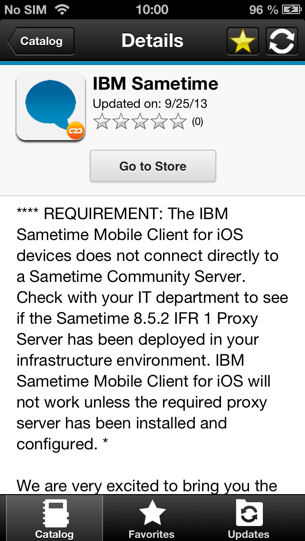 No SIM 10:00 96 %
Catalog Details
IBM Sametime
Updated on: 9/25/13
(0)
Go to Store
**** REQUIREMENT: The IBM
Sametime Mobile Client for iOS
devices does not connect directly to
a Sametime Community Server.
Check with your IT department to see
if the Sametime 8.5.2 IFR 1 Proxy
Server has been deployed in your
infrastructure environment. IBM
Sametime Mobile Client for iOS will
not work unless the required proxy
server has been installed and
configured. *
We are very excited to bring you the
Catalog Favorites Updates